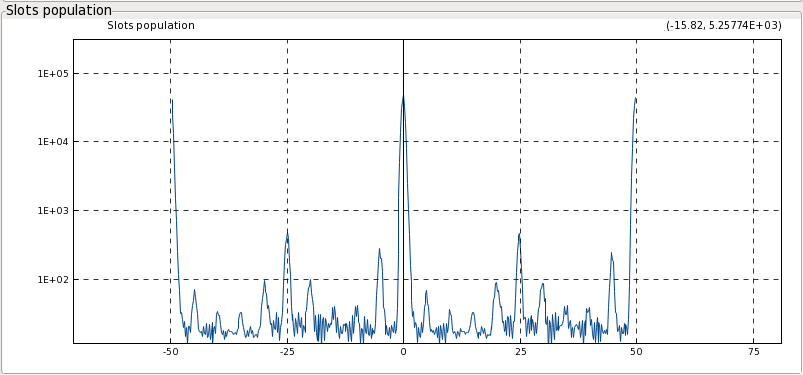 Slots population
Slots population (-15.82, 5.25774E+03)
1E+05
1E+04
1E+03
1E+02
-50 -25 0 25 50 75